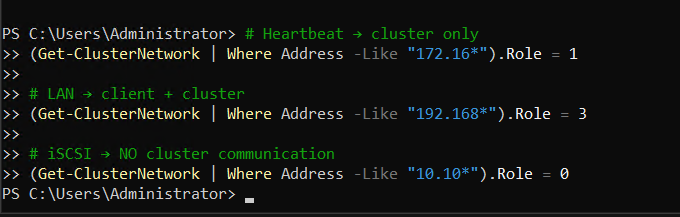 PS C:\Users\Administrator> # Heartbeat → cluster only
>> (Get-ClusterNetwork | Where Address -Like "172.16*").Role = 1
>>
>> # LAN → client + cluster
>> (Get-ClusterNetwork | Where Address -Like "192.168*").Role = 3
>>
>> # iSCSI → NO cluster communication
>> (Get-ClusterNetwork | Where Address -Like "10.10*").Role = 0
PS C:\Users\Administrator>